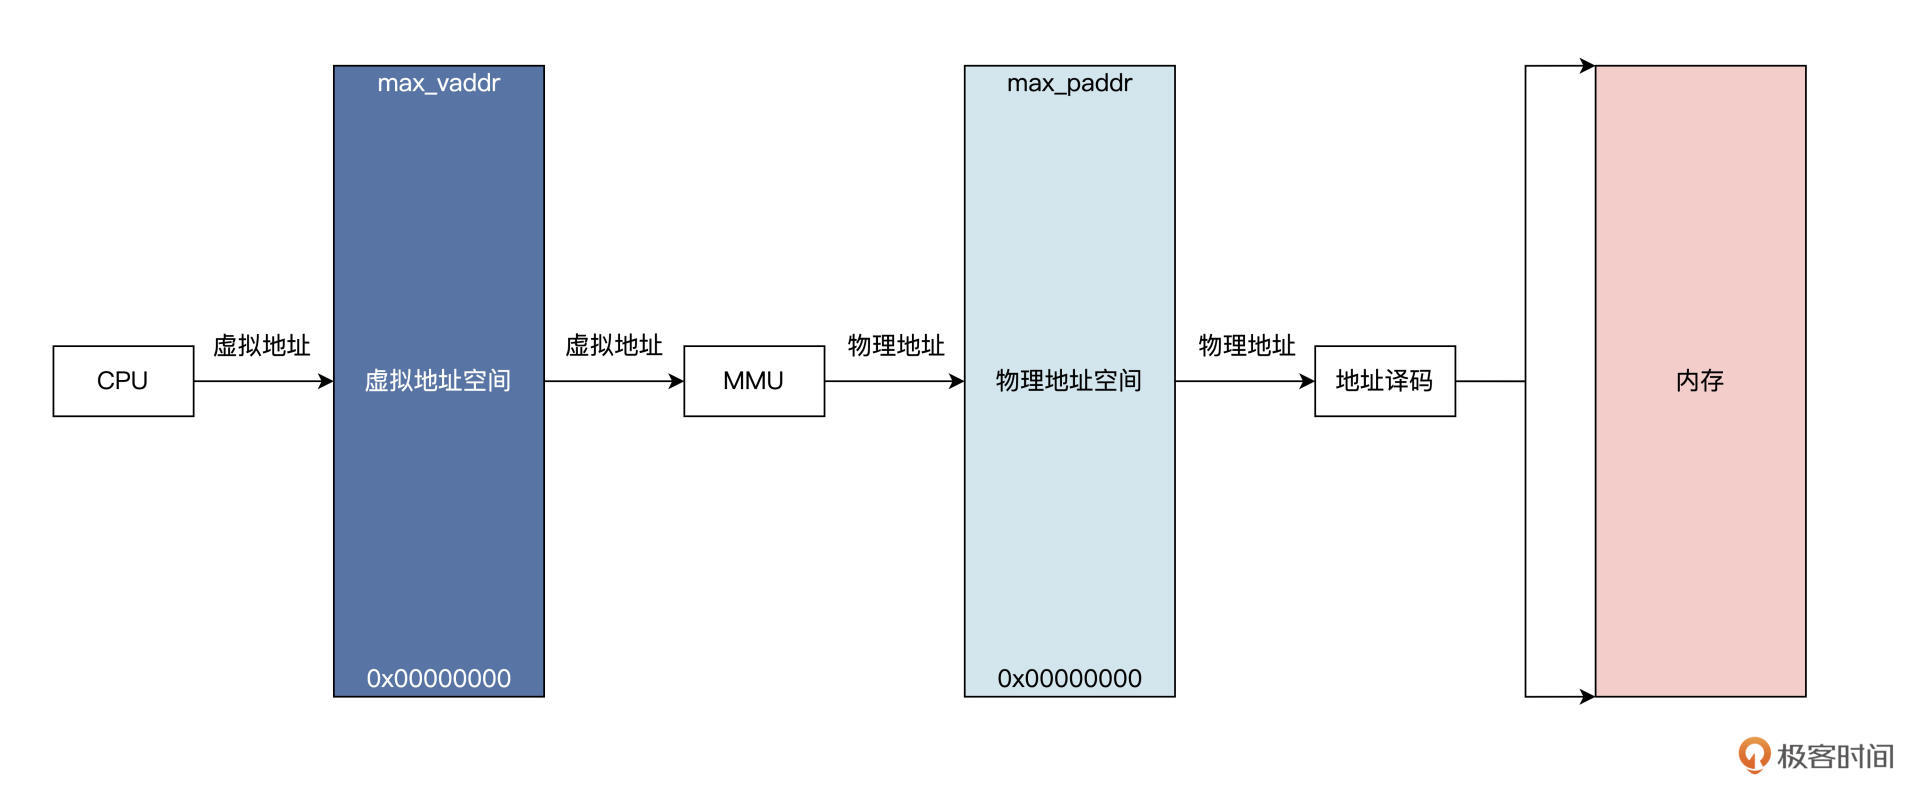 max_vaddr
max_paddr
虚拟地址
虚拟地址
物理地址
物理地址
CPU
虚拟地址空间
MMU
物理地址空间
地址译码
内存
0x00000000
0x00000000
极客时间